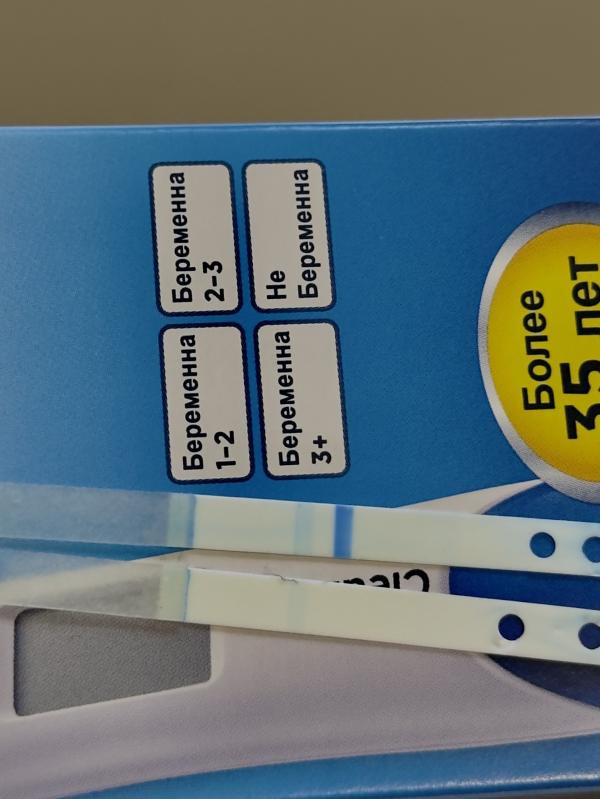 Беременна
1-2
Беременна
2-3
Беременна
3+
Не
Беременна
Более
35 лет